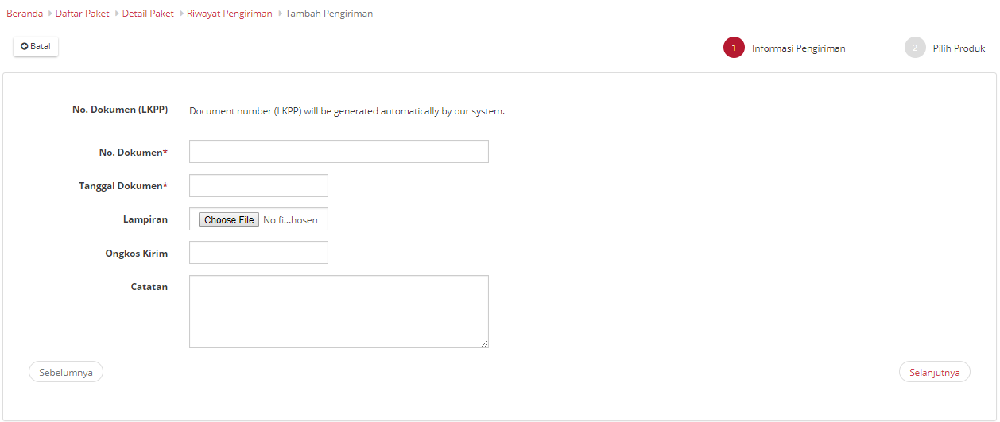 Beranda Daftar Paket Detail Paket Riwayat Pengiriman Tambah Pengiriman
Batal
1 Informasi Pengiriman 2 Pilih Produk
No. Dokumen (LKPP) Document number (LKPP) will be generated automatically by our system.
No. Dokumen*
Tanggal Dokumen*
Lampiran Choose File No fi...hosen
Ongkos Kirim
Catatan
Sebelumnya Selanjutnya